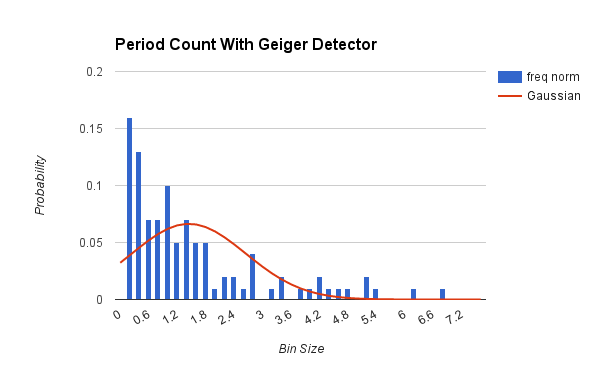 Period Count With Geiger Detector
freq norm
Gaussian
0.2
0.15
0.1
0.05
0
Probability
0 0.6 1.2 1.8 2.4 3 3.6 4.2 4.8 5.4 6 6.6 7.2
Bin Size